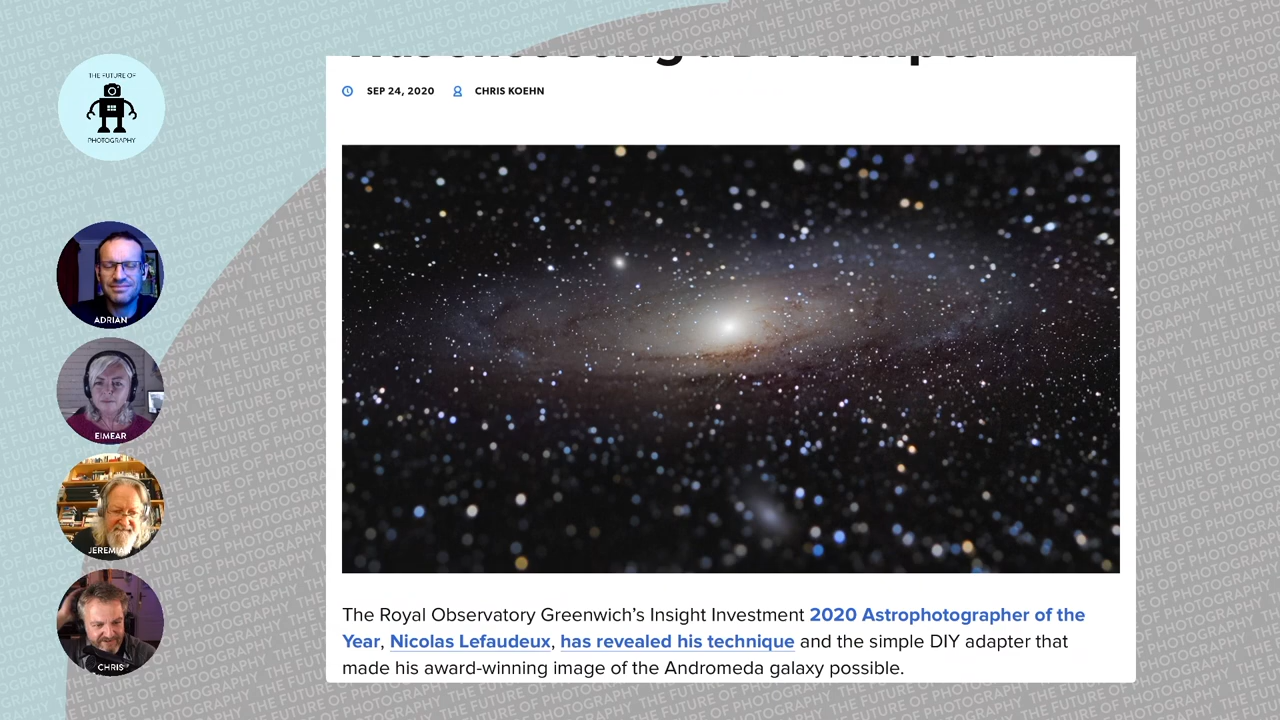 THE FUTURE OF
PHOTOGRAPHY
ADRIAN
EIMEAR
JEREMIAH
CHRIS
SEP 24, 2020 CHRIS KOEHN
The Royal Observatory Greenwich’s Insight Investment 2020 Astrophotographer of the
Year, Nicolas Lefaudeux, has revealed his technique and the simple DIY adapter that
made his award-winning image of the Andromeda galaxy possible.